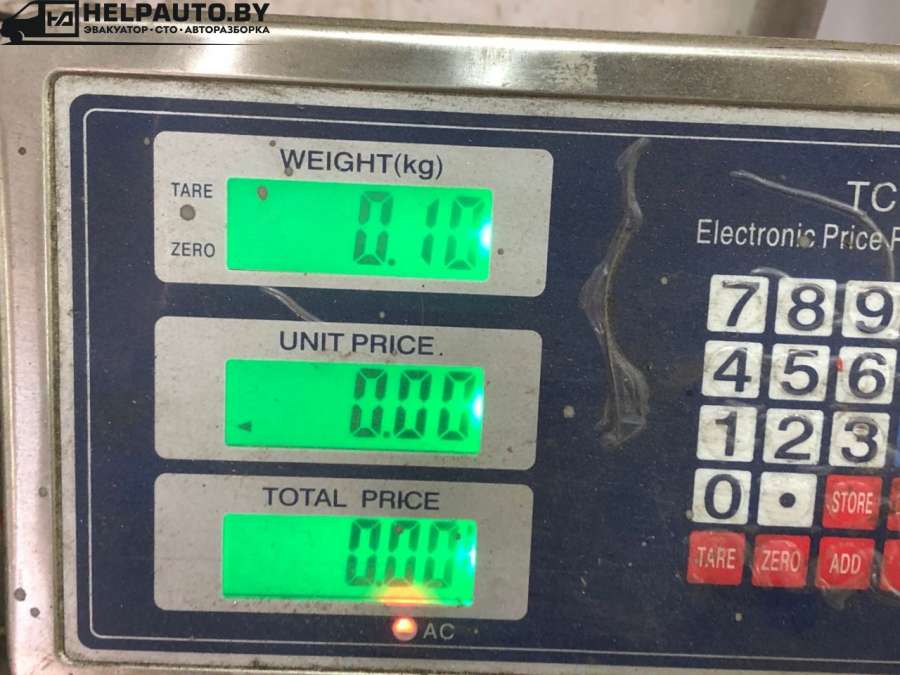 HELPAUTO.BY
ЭВАКУАТОР · СТО · АВТОРАЗБОРКА
WEIGHT(kg)
TARE
0.10
ZERO
TC
Electronic Price
UNIT PRICE
0.00
TOTAL PRICE
0.00
AC
7 8 9
4 5 6
1 2 3
0 . STORE
TARE ZERO ADD